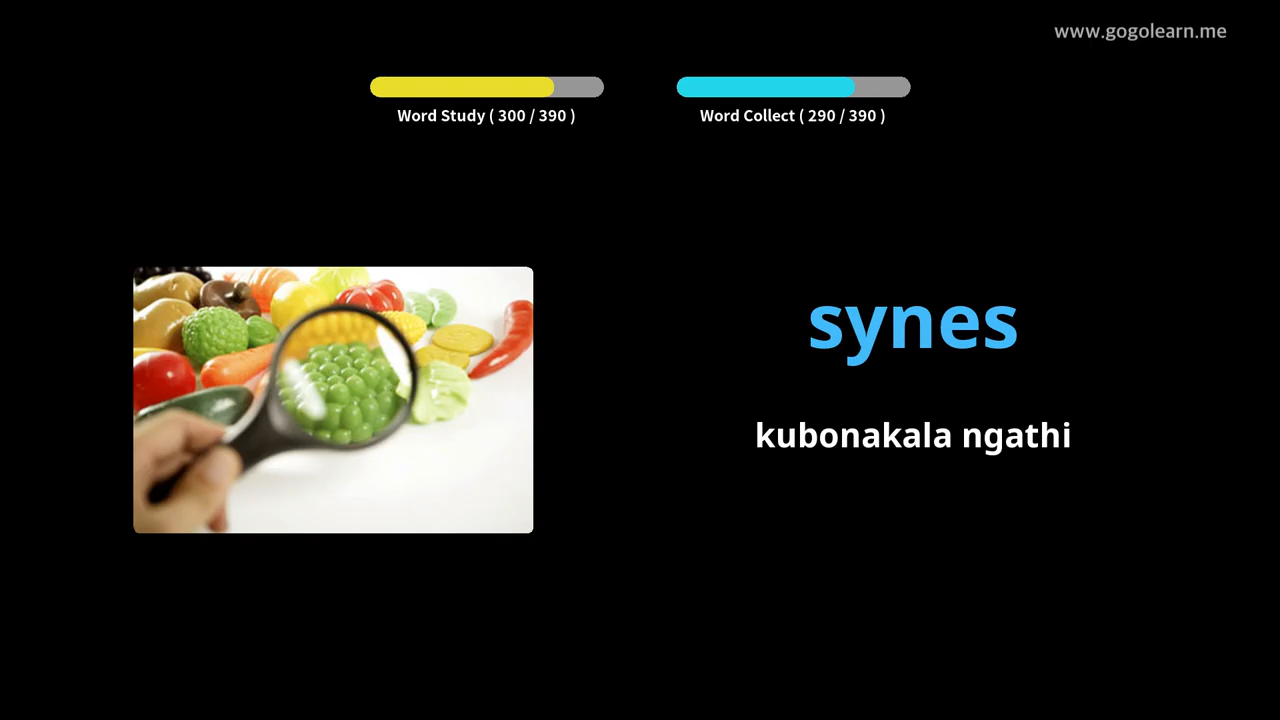 www.gogolearn.me
Word Study ( 300 / 390 )
Word Collect ( 290 / 390 )
synes
kubonakala ngathi